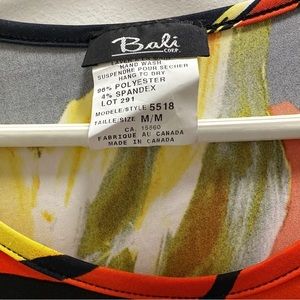 Bali
CORP.
HAND WASH
SUSPENDRE POUR SECHER
HANG TO DRY
96% POLYESTER
4% SPANDEX
LOT 291
MODELE/STYLE 5518
TAILLE/SIZE M/M
CA. 15860
FABRIQUE AU CANADA
MADE IN CANADA